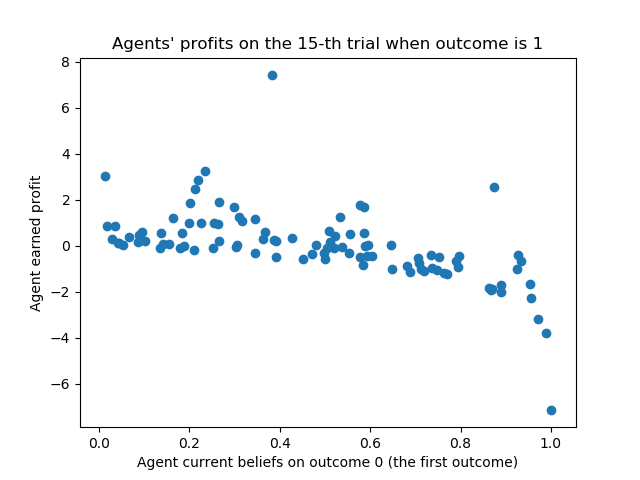 Agents' profits on the 15-th trial when outcome is 1
Agent earned profit
8
6
4
2
0
−2
−4
−6
0.0 0.2 0.4 0.6 0.8 1.0
Agent current beliefs on outcome 0 (the first outcome)